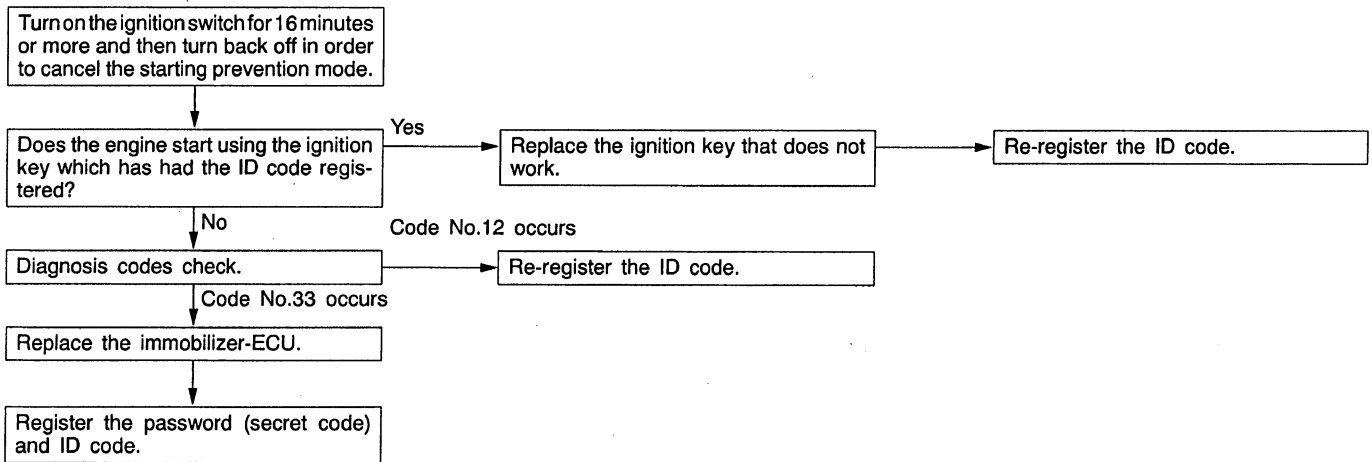 Turn on the ignition switch for 16 minutes
or more and then turn back off in order
to cancel the starting prevention mode.
Does the engine start using the ignition
key which has had the ID code regis-
tered?
Yes
Replace the ignition key that does not
work.
Re-register the ID code.
No
Diagnosis codes check.
Code No.12 occurs
Re-register the ID code.
Code No.33 occurs
Replace the immobilizer-ECU.
Register the password (secret code)
and ID code.